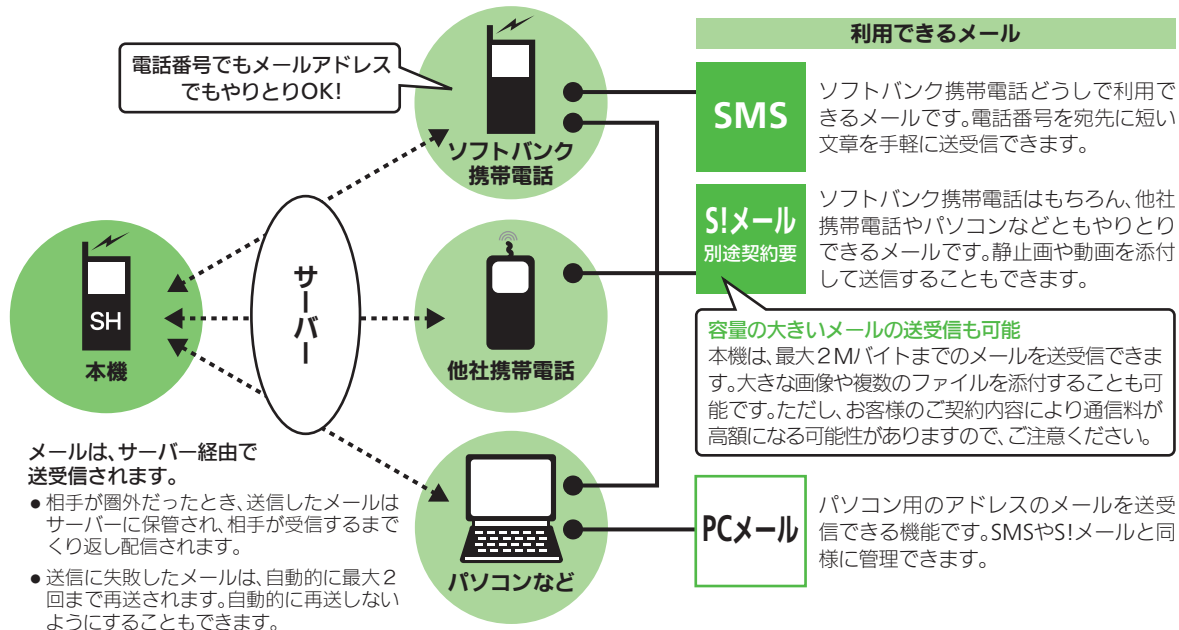 電話番号でもメールアドレス
でもやりとりOK!
ソフトバンク
携帯電話
サーバー
SH
本機
他社携帯電話
パソコンなど
メールは、サーバー経由で
送受信されます。
● 相手が圏外だったとき、送信したメールは
サーバーに保管され、相手が受信するまで
くり返し配信されます。
● 送信に失敗したメールは、自動的に最大2
回まで再送されます。自動的に再送しない
ようにすることもできます。
利用できるメール
SMS
ソフトバンク携帯電話どうしで利用で
きるメールです。電話番号を宛先に短い
文章を手軽に送受信できます。
S!メール
別途契約要
ソフトバンク携帯電話はもちろん、他社
携帯電話やパソコンなどともやりとり
できるメールです。静止画や動画を添付
して送信することもできます。
容量の大きいメールの送受信も可能
本機は、最大2Mバイトまでのメールを送受信できま
す。大きな画像や複数のファイルを添付することも可
能です。ただし、お客様のご契約内容により通信料が
高額になる可能性がありますので、ご注意ください。
PCメール
パソコン用のアドレスのメールを送受
信できる機能です。SMSやS!メールと同
様に管理できます。